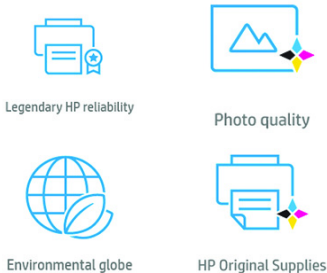 Legendary HP reliability
Photo quality
Environmental globe
HP Original Supplies